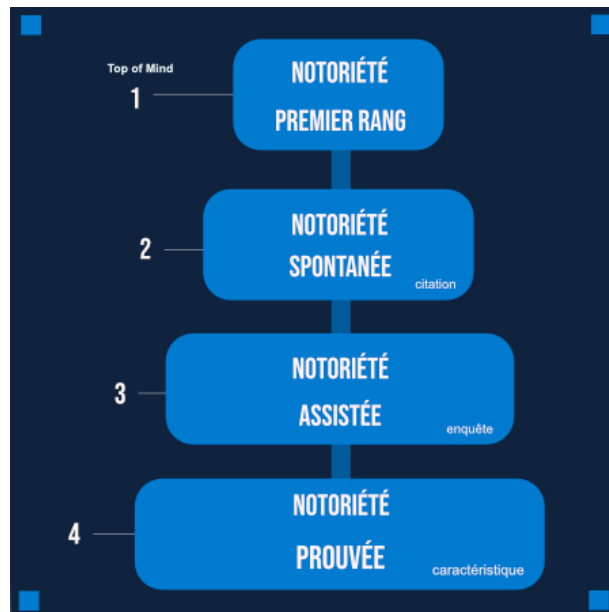 Top of Mind
1
NOTORIÉTÉ
PREMIER RANG
2
NOTORIÉTÉ
SPONTANÉE
citation
3
NOTORIÉTÉ
ASSISTÉE
enquête
4
NOTORIÉTÉ
PROUVÉE
caractéristique